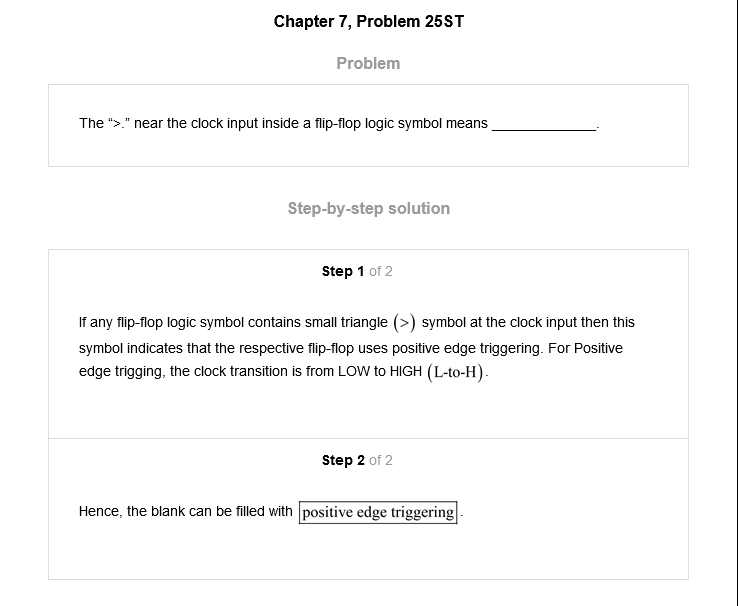 Chapter 7, Problem 25ST
Problem
The “>.” near the clock input inside a flip-flop logic symbol means ______________.
Step-by-step solution
Step 1 of 2
If any flip-flop logic symbol contains small triangle (>) symbol at the clock input then this
symbol indicates that the respective flip-flop uses positive edge triggering. For Positive
edge trigging, the clock transition is from LOW to HIGH (L-to-H).
Step 2 of 2
Hence, the blank can be filled with positive edge triggering.